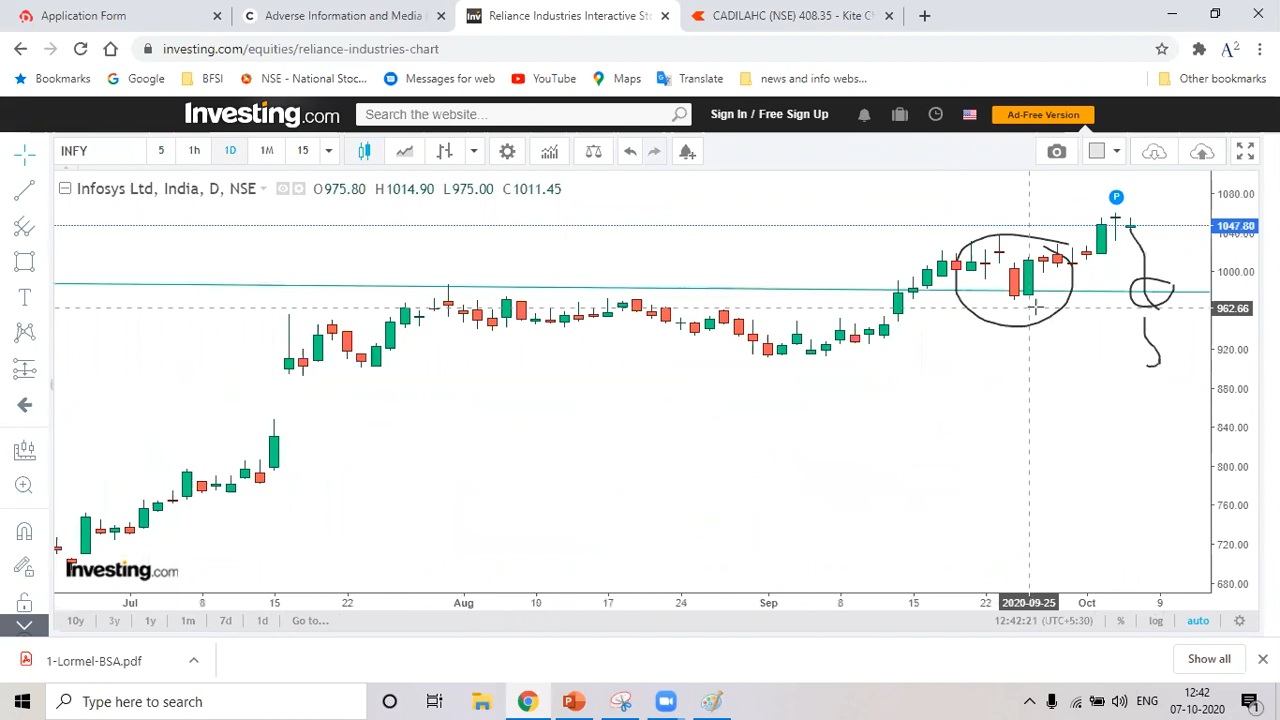 Application Form
Adverse Information and Media
Reliance Industries Interactive Sto
CADILAHC (NSE) 408.35 - Kite C
investing.com/equities/reliance-industries-chart
Bookmarks
Google
BFSI
NSE - National Stoc...
Messages for web
YouTube
Maps
Translate
news and info webs...
Other bookmarks
Investing.com
Search the website...
Sign In / Free Sign Up
Ad-Free Version
INFY 5 1h 1D 1M 15
Infosys Ltd, India, D, NSE O975.80 H1014.90 L975.00 C1011.45
P
1080.00
1047.80
1040.00
1000.00
962.66
920.00
880.00
840.00
800.00
760.00
720.00
680.00
Investing.com
Jul 8 15 22 Aug 10 17 24 Sep 8 15 22 2020-09-25 Oct 9
10y 3y 1y 1m 7d 1d Go to... 12:42:21 (UTC+5:30) % log auto
1-Lormel-BSA.pdf
Show all
Type here to search
12:42
07-10-2020
1